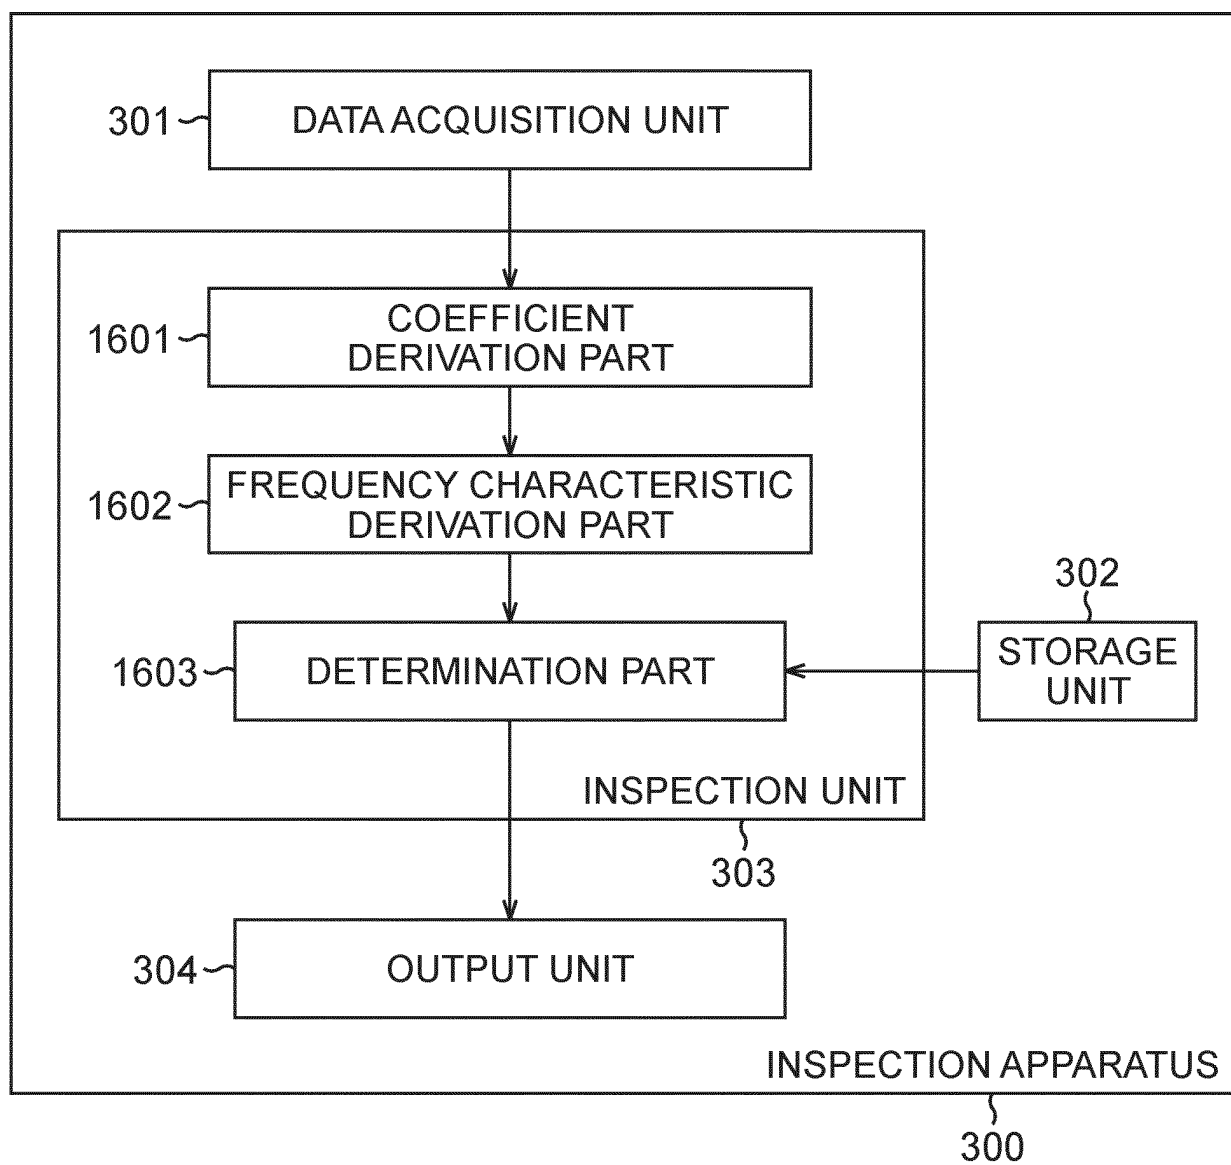 301
DATA ACQUISITION UNIT
1601
COEFFICIENT
DERIVATION PART
1602
FREQUENCY CHARACTERISTIC
DERIVATION PART
302
1603
DETERMINATION PART
STORAGE
UNIT
INSPECTION UNIT
303
304
OUTPUT UNIT
INSPECTION APPARATUS
300